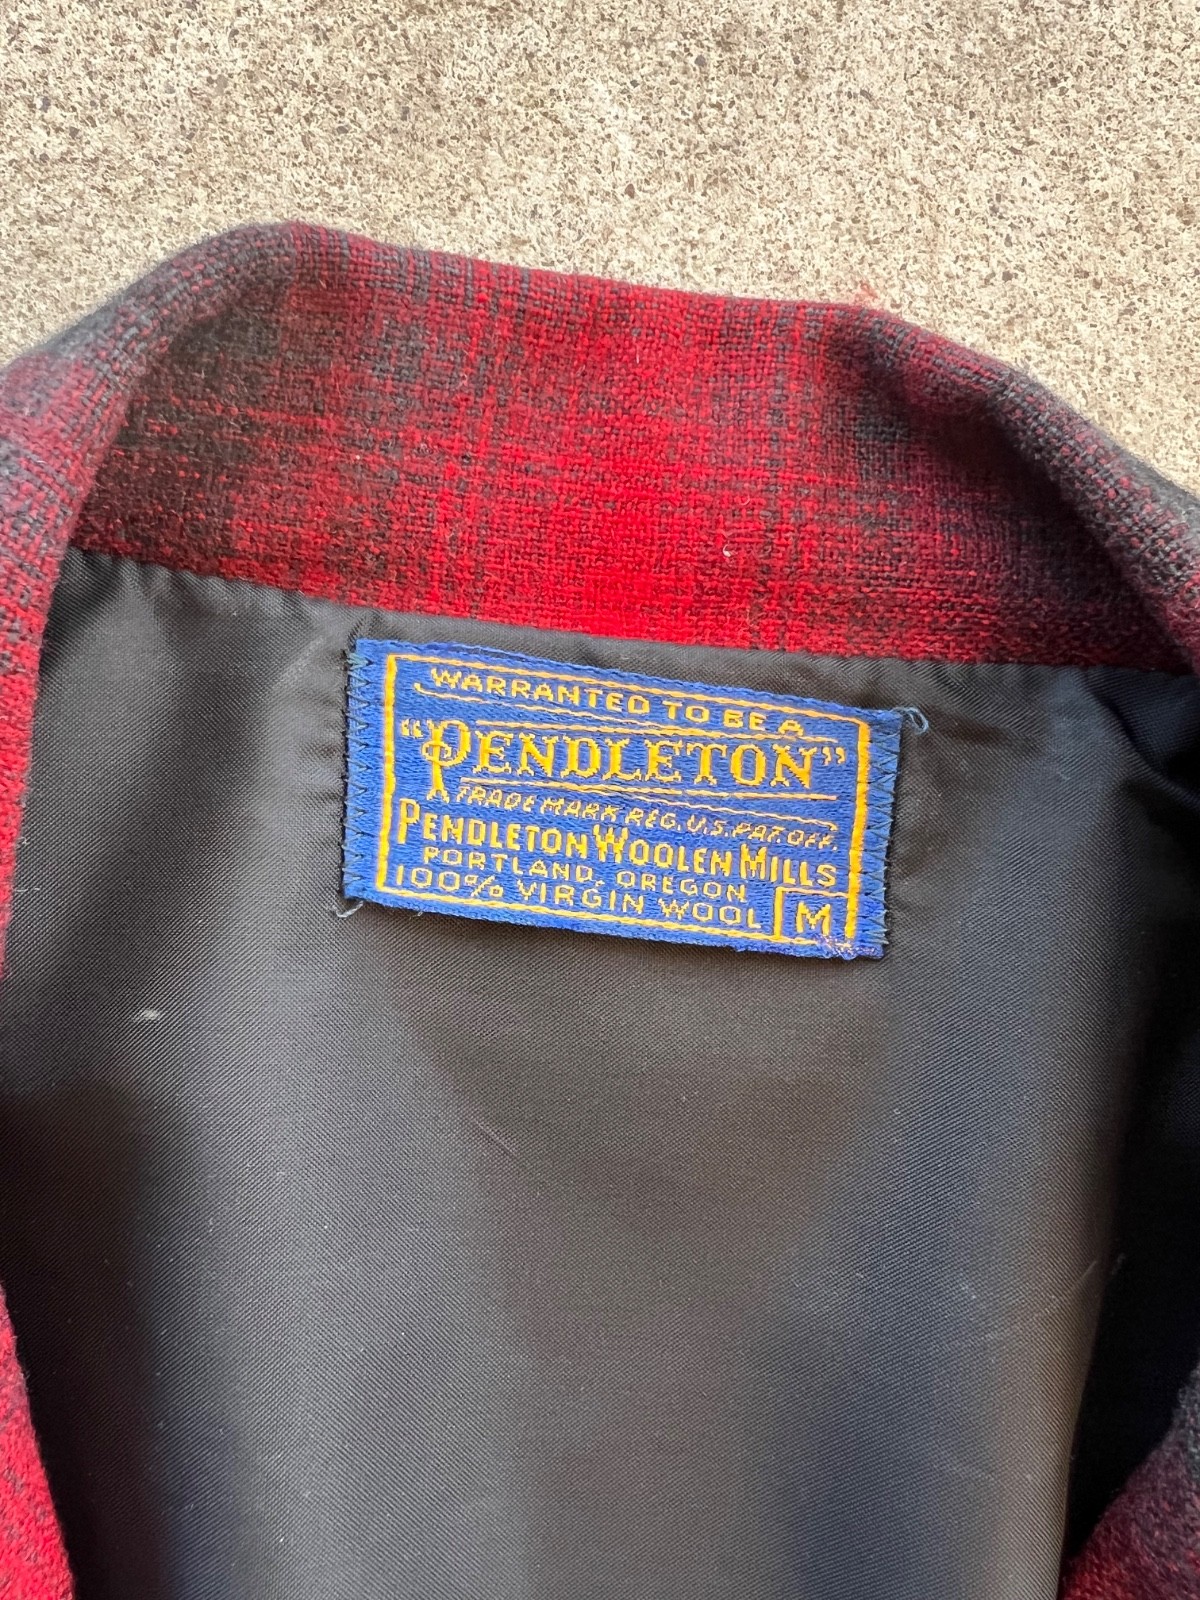 WARRANTED TO BE A
"PENDLETON"
TRADE MARK REG. U.S. PAT. OFF.
PENDLETON WOOLEN MILLS
PORTLAND, OREGON
100% VIRGIN WOOL M